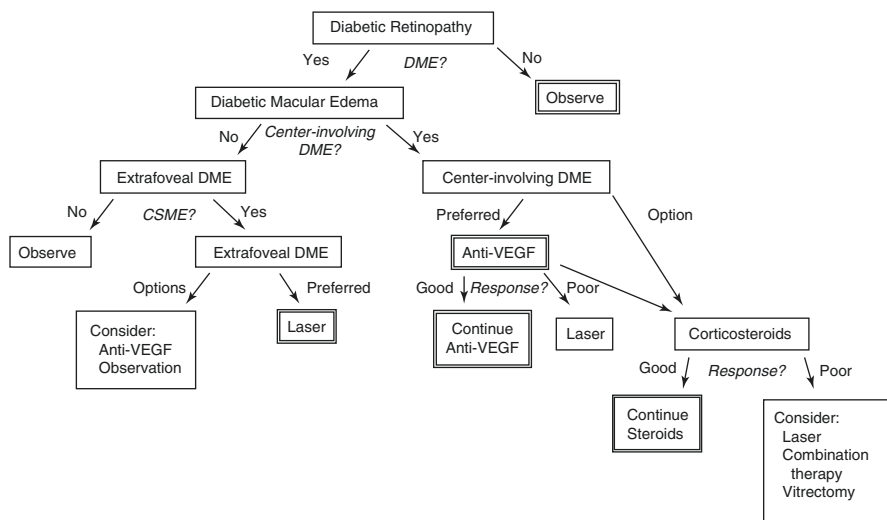 Diabetic Retinopathy
Yes
DME?
No
Observe
Diabetic Macular Edema
No
Center-involving
DME?
Yes
Extrafoveal DME
Center-involving DME
No
CSME?
Yes
Preferred
Option
Observe
Extrafoveal DME
Anti-VEGF
Options
Preferred
Good
Response?
Poor
Consider:
Anti-VEGF
Observation
Laser
Continue
Anti-VEGF
Laser
Corticosteroids
Good
Response?
Poor
Continue
Steroids
Consider:
Laser
Combination
therapy
Vitrectomy